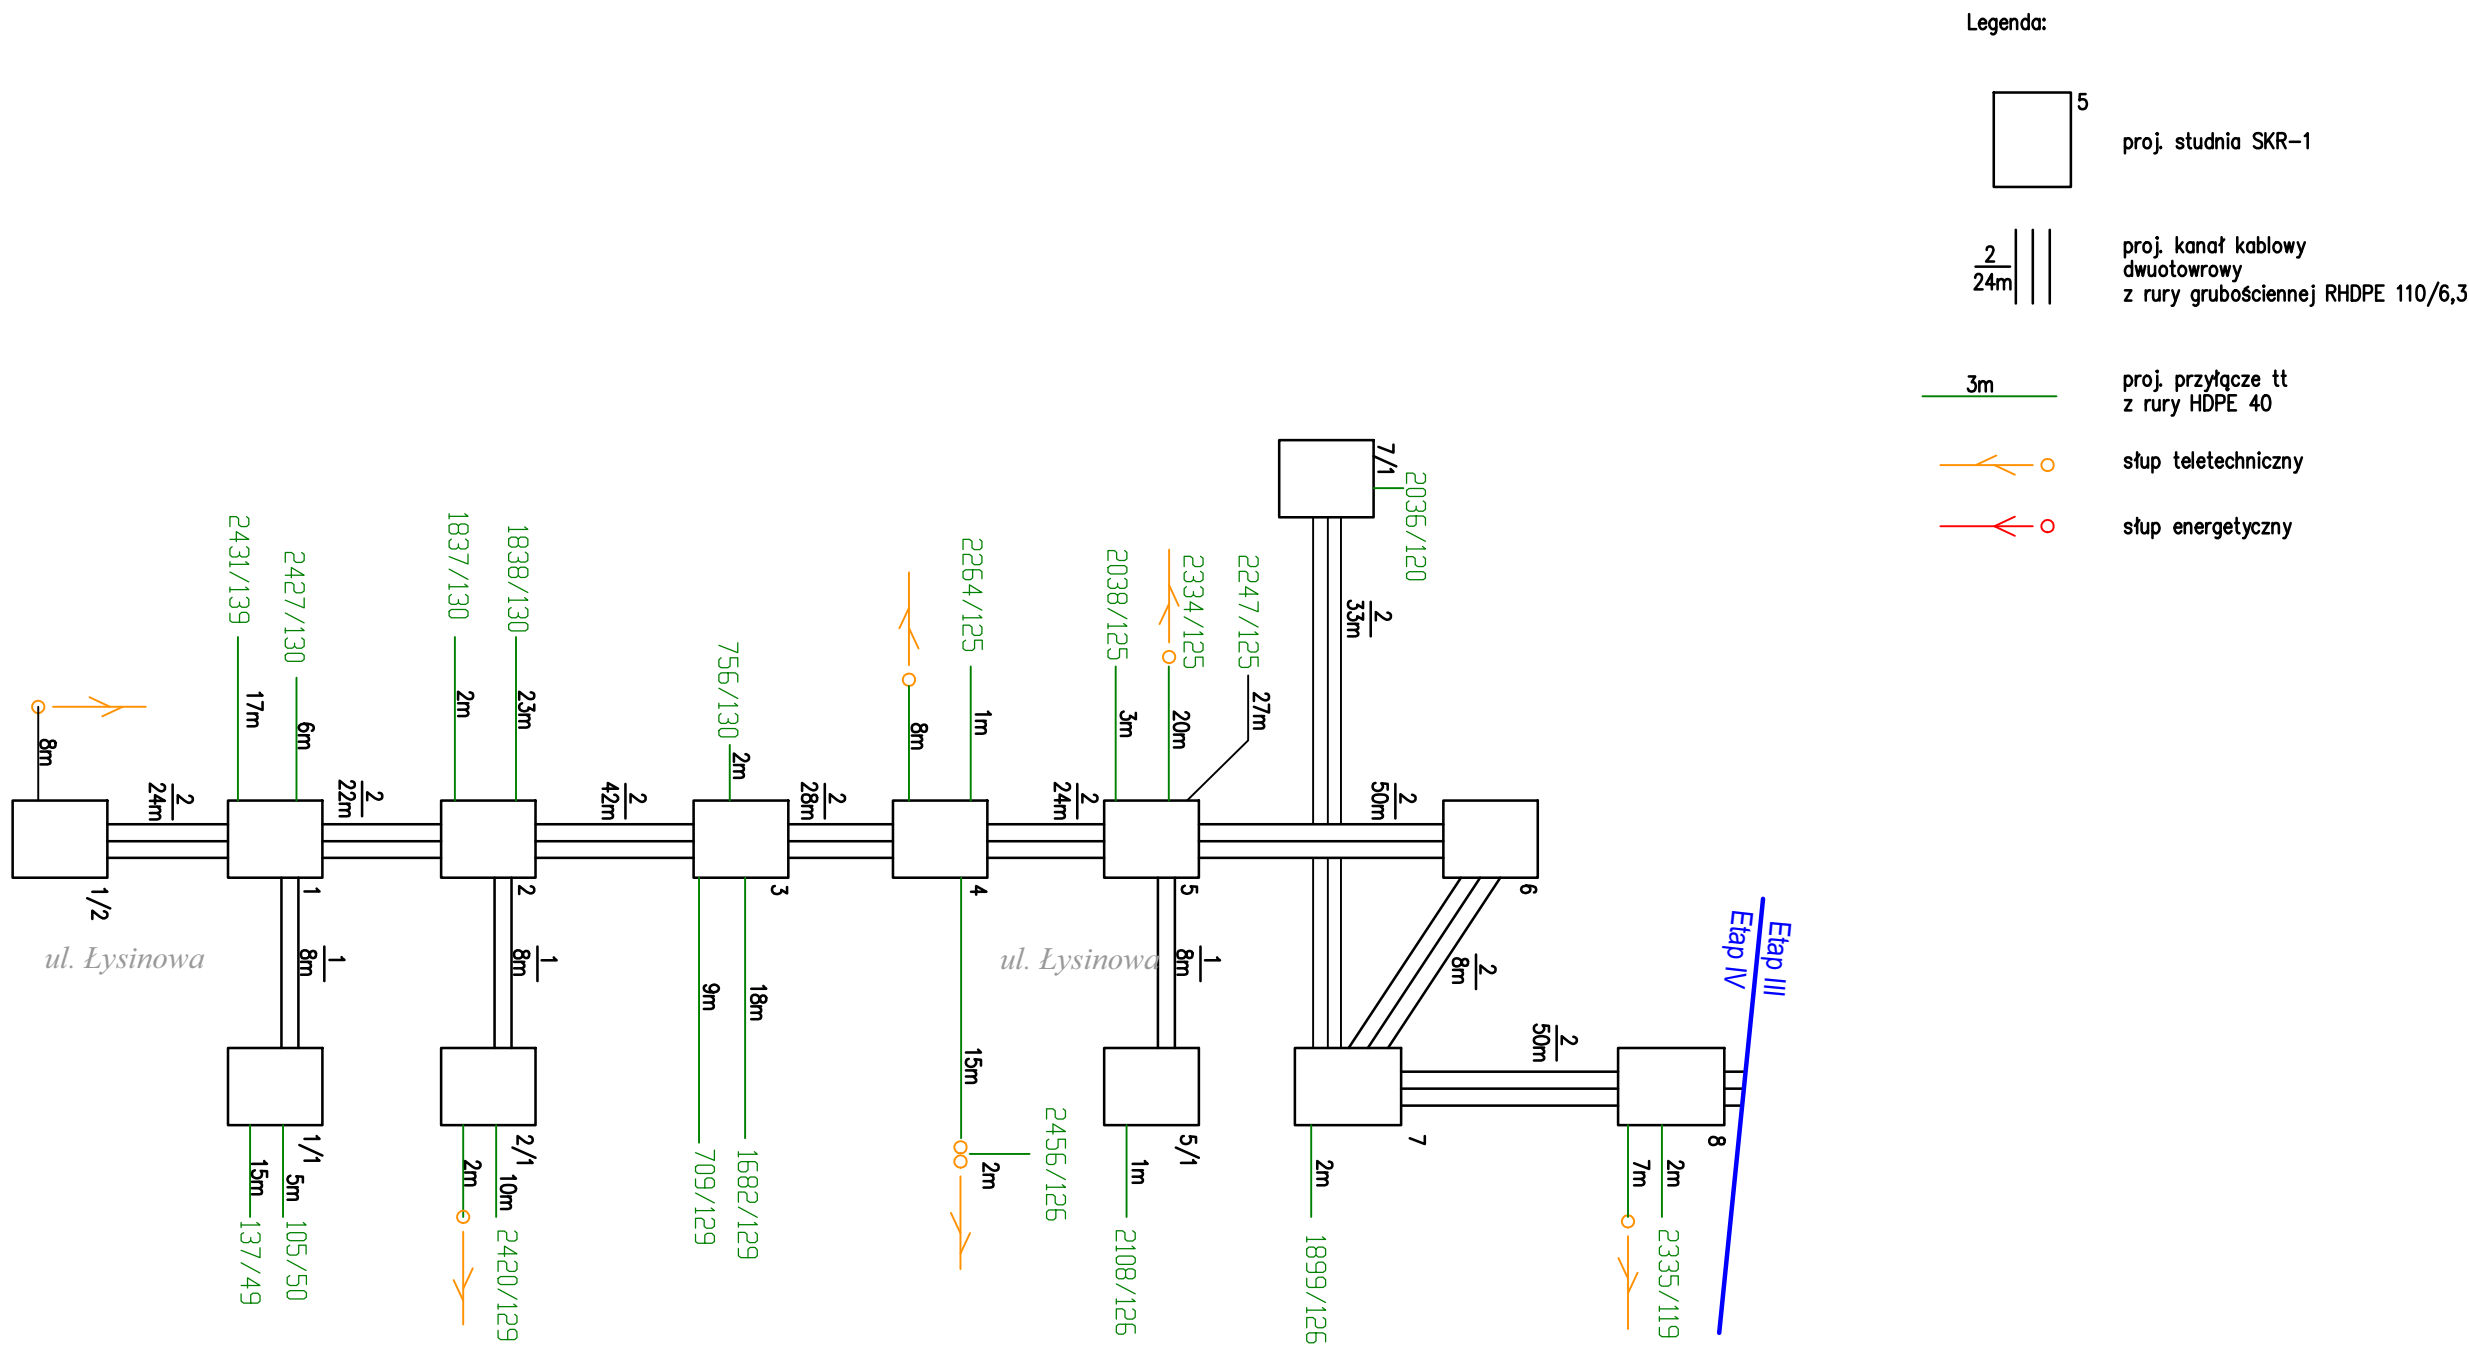 Legenda:
5
proj. studnia SKR-1
2
24m
proj. kanał kablowy
dwuotworowy
z rury grubościennej RHDPE 110/6,3
3m
proj. przyłącze tt
z rury HDPE 40
słup teletechniczny
słup energetyczny
7/1
2036/120
2
33m
2431/139
2427/130
1837/130
1838/130
756/130
2264/125
2038/125
2334/125
2247/125
8m
17m
6m
2m
23m
2m
8m
1m
3m
20m
27m
2
24m
2
22m
2
42m
2
28m
2
24m
2
50m
1/2
1
2
3
4
5
6
ul. Łysinowa
ul. Łysinowa
1
8m
1
8m
9m
18m
15m
1
8m
2
8m
Etap III
Etap IV
2
50m
1/1
2/1
5/1
7
8
15m
5m
2m
10m
2m
1m
2m
7m
2m
137/49
105/50
2420/129
709/129
1682/129
2456/126
2108/126
1899/126
2335/119